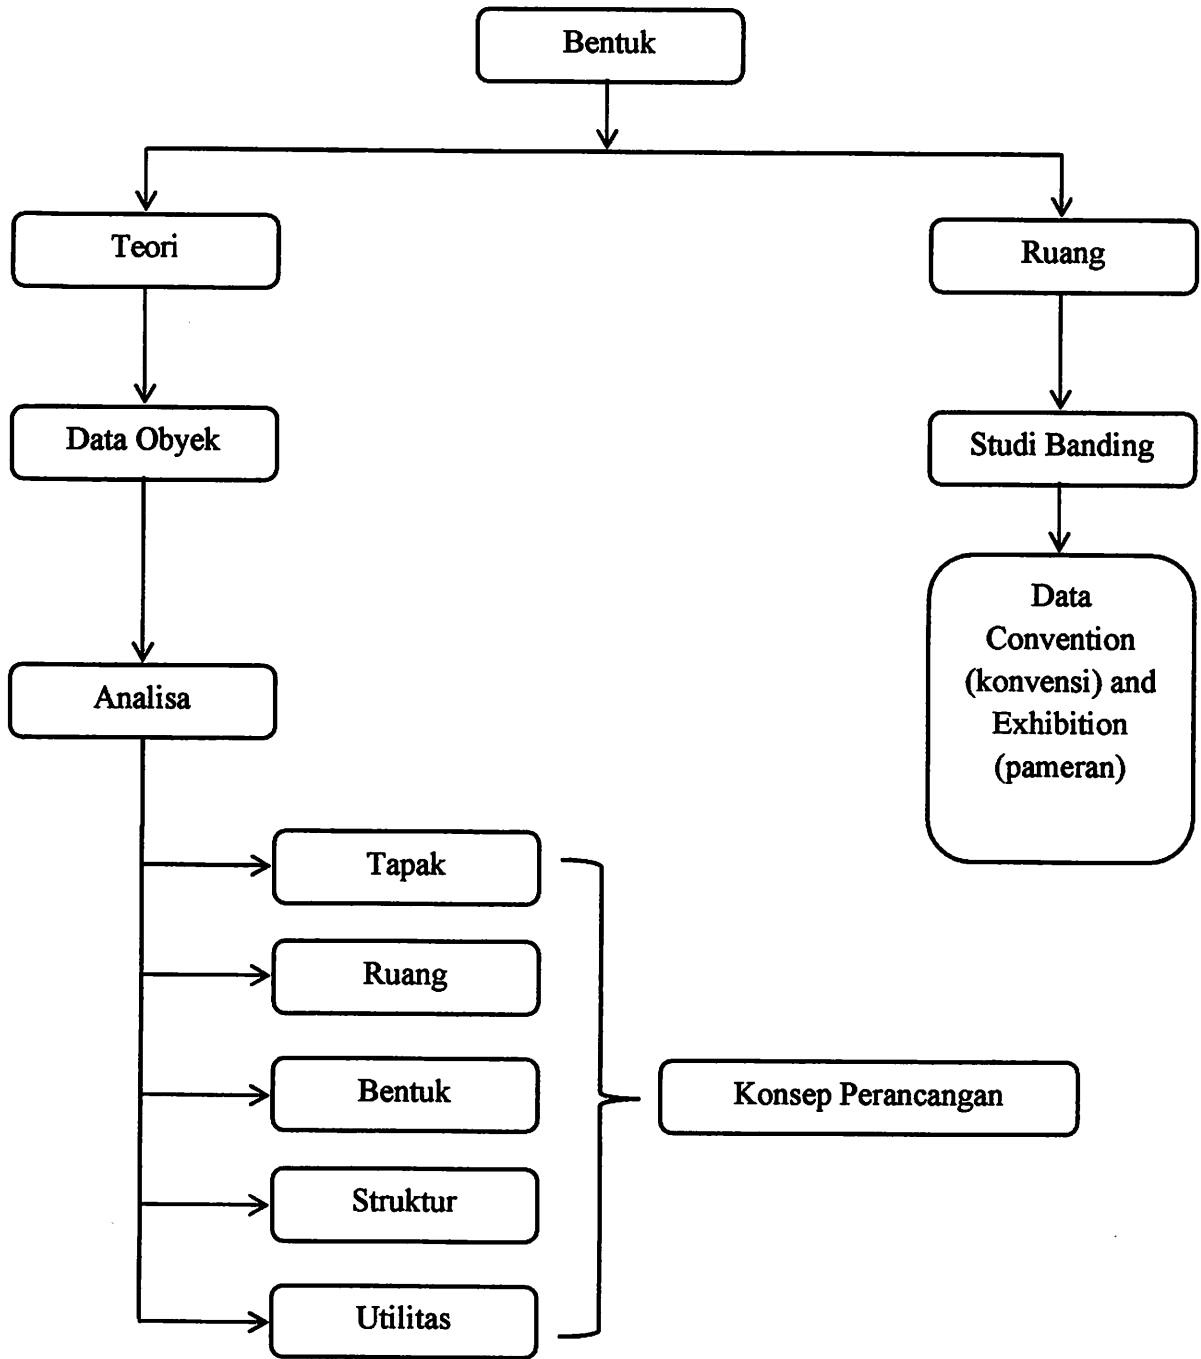 Bentuk
Teori
Ruang
Data Obyek
Studi Banding
Data
Convention
(konvensi) and
Exhibition
(pameran)
Analisa
Tapak
Ruang
Bentuk
Konsep Perancangan
Struktur
Utilitas